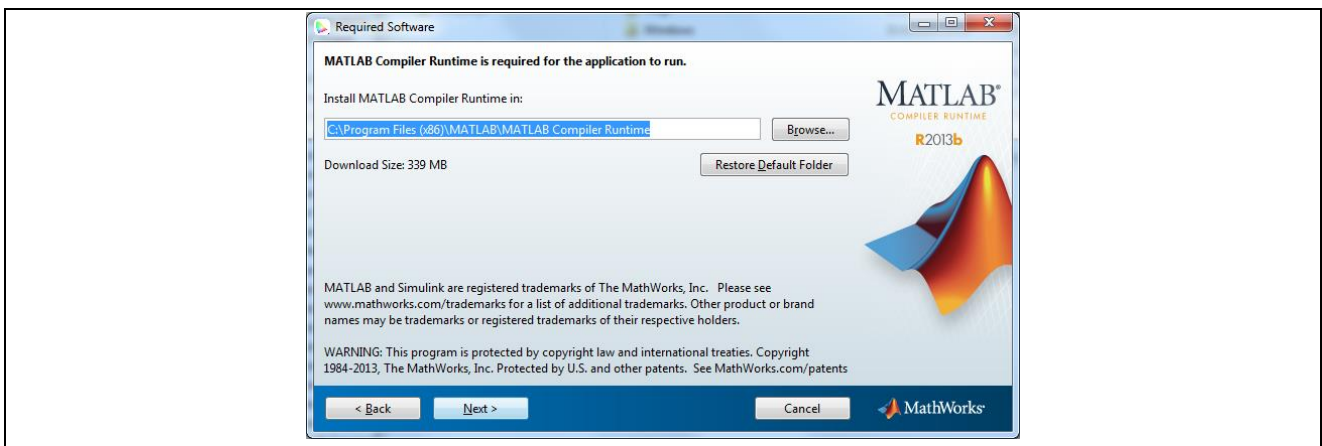 Required Software
MATLAB Compiler Runtime is required for the application to run.
Install MATLAB Compiler Runtime in:
C:\Program Files (x86)\MATLAB\MATLAB Compiler Runtime
Browse...
Download Size: 339 MB
Restore Default Folder
MATLAB®
COMPILER RUNTIME
R2013b
MATLAB and Simulink are registered trademarks of The MathWorks, Inc. Please see
www.mathworks.com/trademarks for a list of additional trademarks. Other product or brand
names may be trademarks or registered trademarks of their respective holders.
WARNING: This program is protected by copyright law and international treaties. Copyright
1984-2013, The MathWorks, Inc. Protected by U.S. and other patents. See MathWorks.com/patents
< Back
Next >
Cancel
MathWorks®